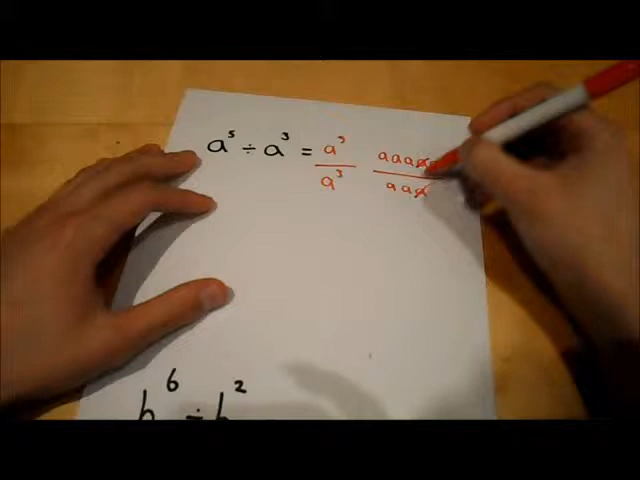 a⁵ ÷ a³ = a⁵/a³ aaaaa/aaa
b⁶ ÷ b²